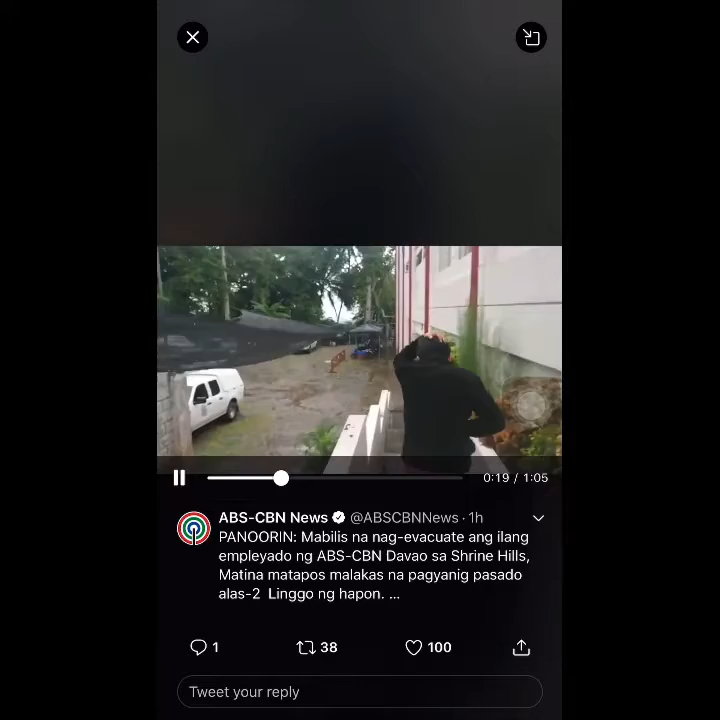 0:19 / 1:05
ABS-CBN News @ABSCBNNews · 1h
PANOORIN: Mabilis na nag-evacuate ang ilang
empleyado ng ABS-CBN Davao sa Shrine Hills,
Matina matapos malakas na pagyanig pasado
alas-2 Linggo ng hapon. ...
1 38 100
Tweet your reply